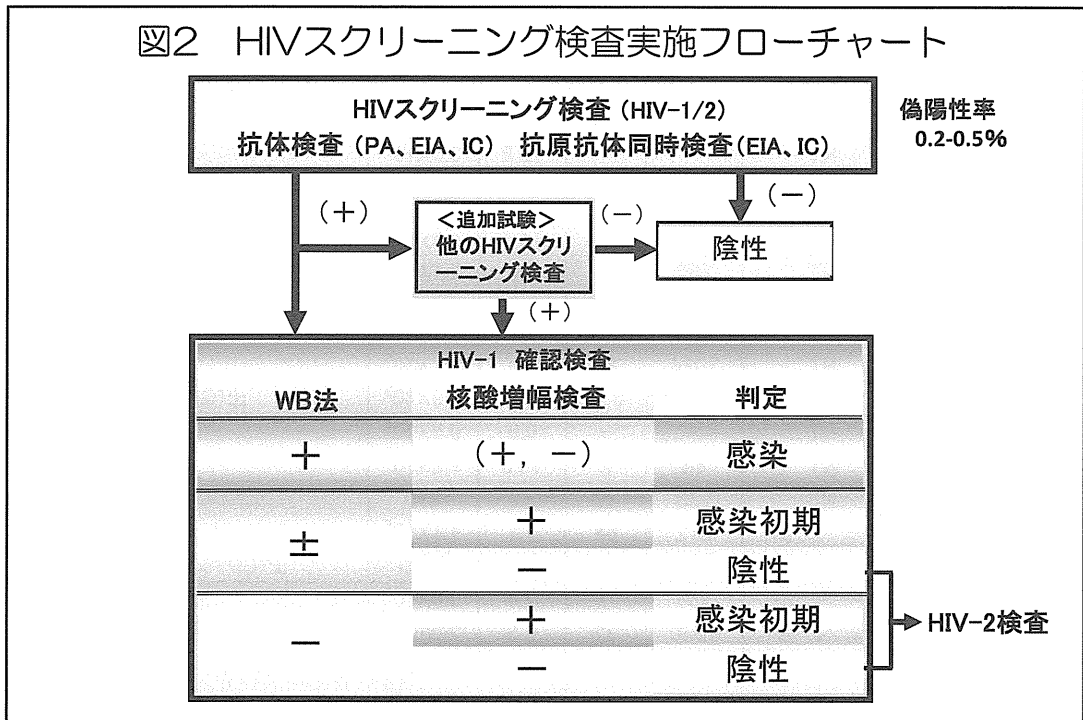 図2 HIVスクリーニング検査実施フローチャート
HIVスクリーニング検査(HIV-1/2)
抗体検査(PA、EIA、IC) 抗原抗体同時検査(EIA、IC)
偽陽性率
0.2-0.5%
(+)
<追加試験>
他のHIVスクリ
ーニング検査
(-)
(-)
陰性
(+)
HIV-1 確認検査
WB法 核酸増幅検査 判定
+ (+, -) 感染
± + 感染初期
- 陰性
- + 感染初期
- 陰性
HIV-2検査